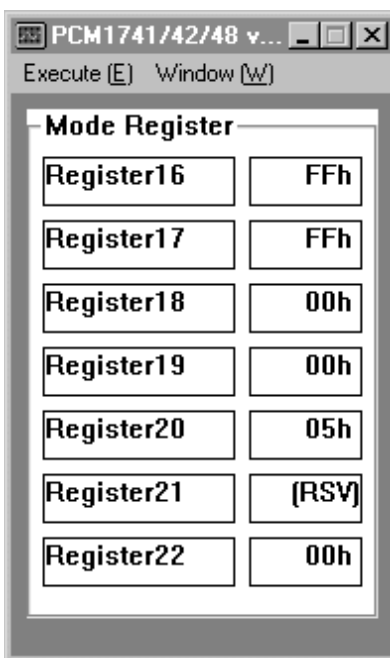 PCM1741/42/48 v...
Execute (E) Window (W)
Mode Register
Register16 FFh
Register17 FFh
Register18 00h
Register19 00h
Register20 05h
Register21 (RSV)
Register22 00h